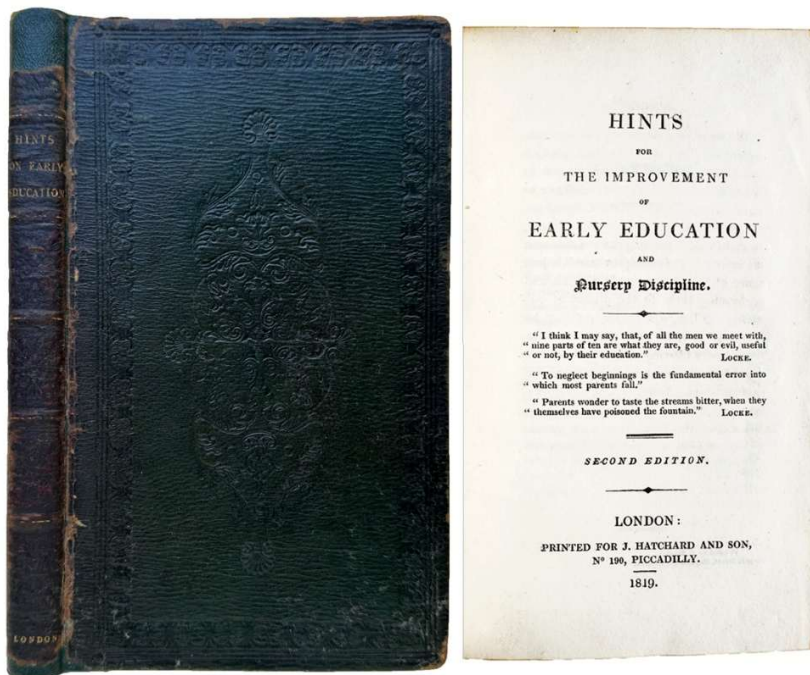 HINTS
ON EARLY
EDUCATION
LONDON
HINTS
FOR
THE IMPROVEMENT
OF
EARLY EDUCATION
AND
Nursery Discipline.
“ I think I may say, that, of all the men we meet with,
“ nine parts of ten are what they are, good or evil, useful
“ or not, by their education.” LOCKE.
“ To neglect beginnings is the fundamental error into
“ which most parents fall.”
“ Parents wonder to taste the streams bitter, when they
“ themselves have poisoned the fountain.” LOCKE.
SECOND EDITION.
LONDON:
PRINTED FOR J. HATCHARD AND SON,
Nº 190, PICCADILLY.
1819.